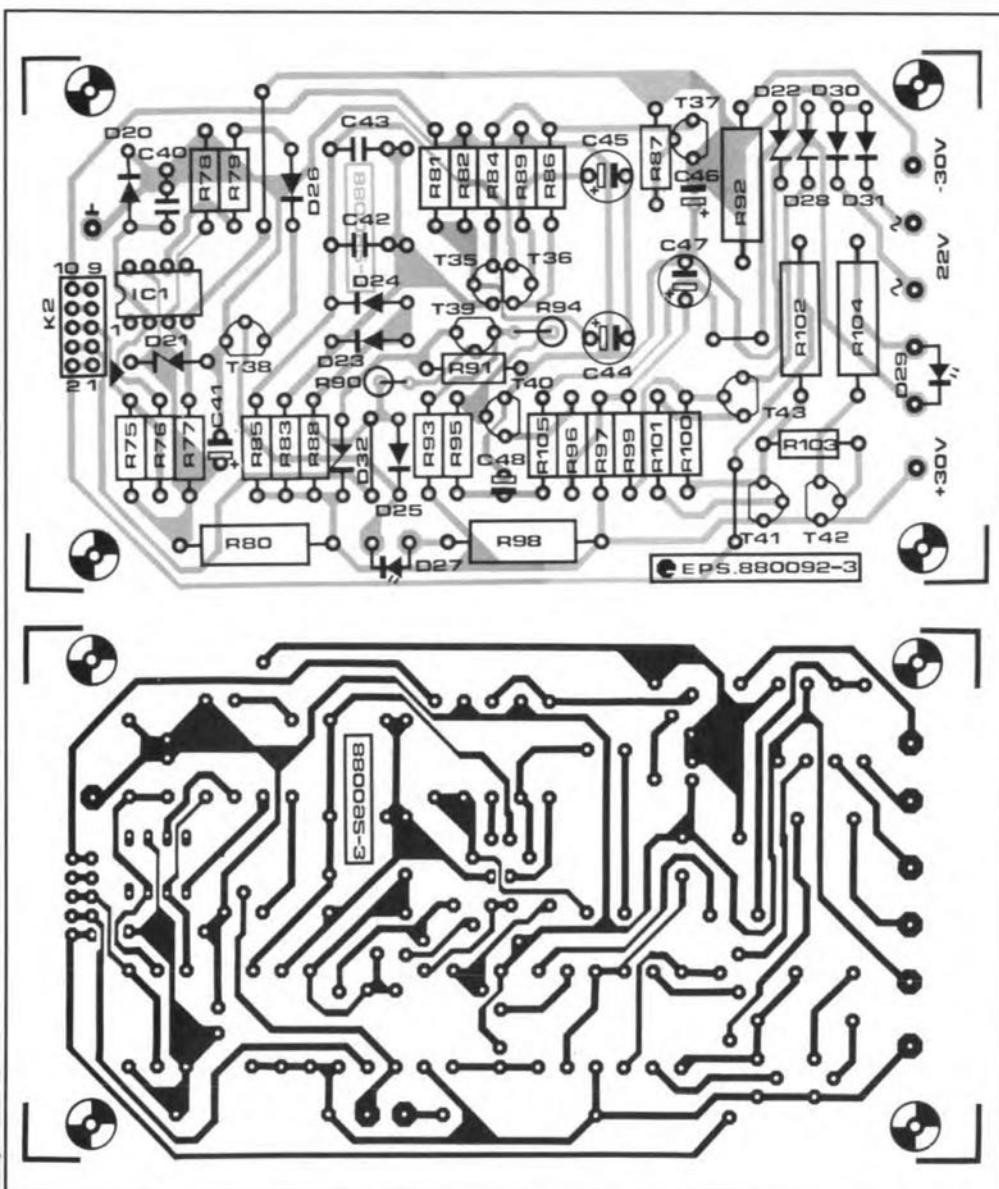 D20
C40
R78
R79
D26
C43
R81
R82
R84
R89
R86
C45
R87
T37
C46
R92
D22 D30
D28 D31
-30V
~
22V
~
C42
D24
D23
T35
T36
T39
R94
C47
C44
10 9
K2
2 1
IC1
1
D21
T38
R90
R91
T40
R102
R104
D29
T43
R103
+30V
R75
R76
R77
C41
R85
R83
R88
D32
D25
R93
R95
C48
R105
R96
R97
R99
R101
R100
T41 T42
R80
D27
R98
EPS.880092-3
880092-3